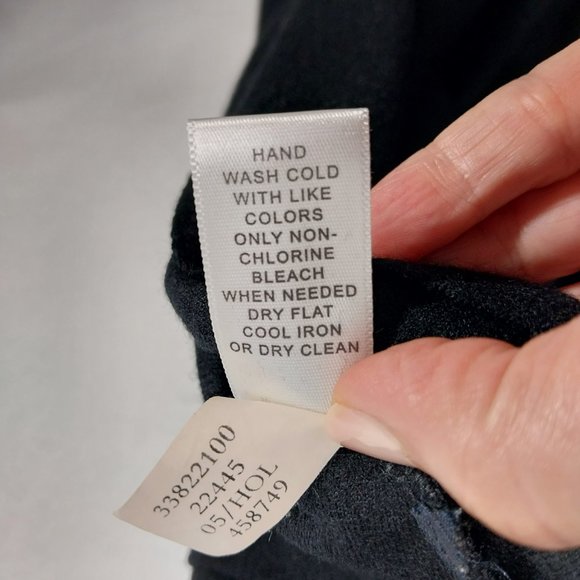 HAND
WASH COLD
WITH LIKE
COLORS
ONLY NON-
CHLORINE
BLEACH
WHEN NEEDED
DRY FLAT
COOL IRON
OR DRY CLEAN
33822100
22445
05/HOL
458749